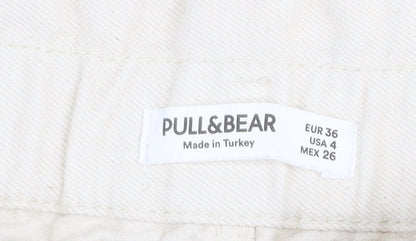 PULL&BEAR
Made in Turkey
EUR 36
USA 4
MEX 26